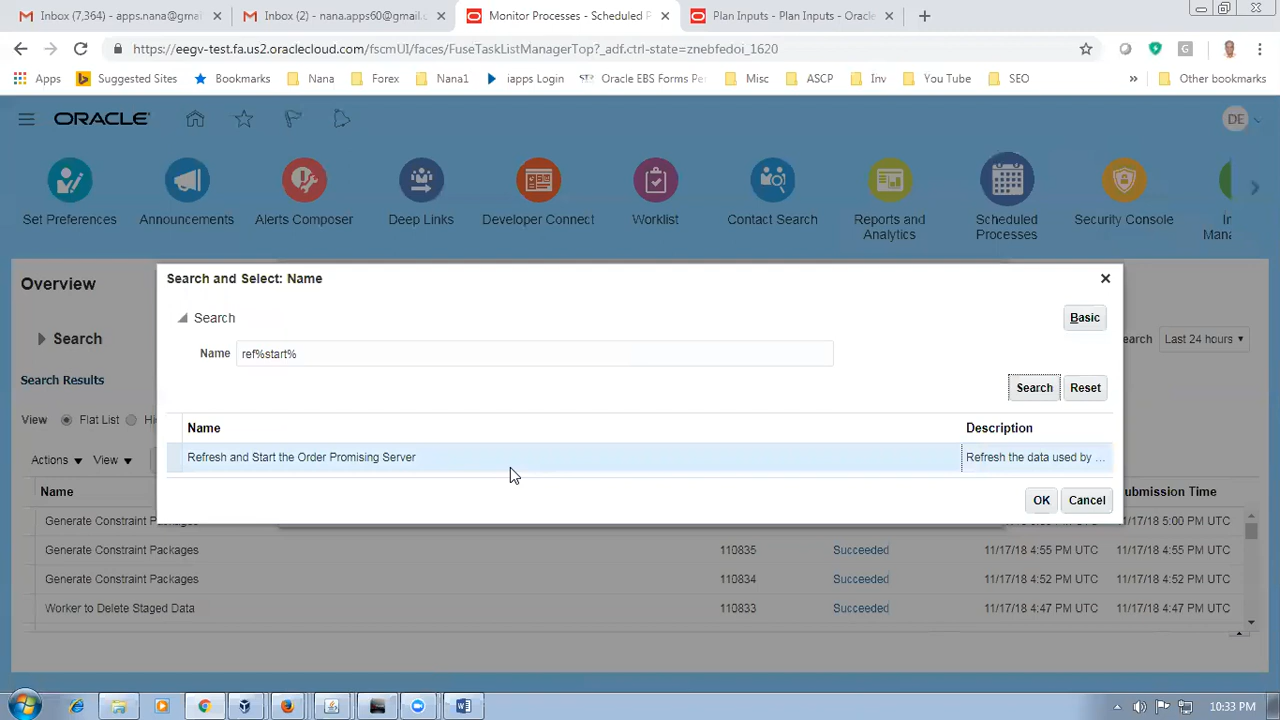 Inbox (7,364) - apps.nana@gmai
Inbox (2) - nana.apps60@gmail.c
Monitor Processes - Scheduled P
Plan Inputs - Plan Inputs - Oracle
https://eegv-test.fa.us2.oraclecloud.com/fscmUI/faces/FuseTaskListManagerTop?_adf.ctrl-state=znebfedoi_1620
Apps
Suggested Sites
Bookmarks
Nana
Forex
Nana1
iapps Login
Oracle EBS Forms Pe
Misc
ASCP
Inv
You Tube
SEO
Other bookmarks
ORACLE
DE
Set Preferences
Announcements
Alerts Composer
Deep Links
Developer Connect
Worklist
Contact Search
Reports and Analytics
Scheduled Processes
Security Console
In
Mana
Overview
Search
earch
Last 24 hours
Search Results
View
Flat List
Hi
Actions
View
Name
ubmission Time
Generate Constraint Packages
11/17/18 5:00 PM UTC
Generate Constraint Packages
110835
Succeeded
11/17/18 4:55 PM UTC
11/17/18 4:55 PM UTC
Generate Constraint Packages
110834
Succeeded
11/17/18 4:52 PM UTC
11/17/18 4:52 PM UTC
Worker to Delete Staged Data
110833
Succeeded
11/17/18 4:47 PM UTC
11/17/18 4:47 PM UTC
Search and Select: Name
Search
Basic
Name
ref%start%
Search
Reset
Name
Description
Refresh and Start the Order Promising Server
Refresh the data used by ...
OK
Cancel
10:33 PM